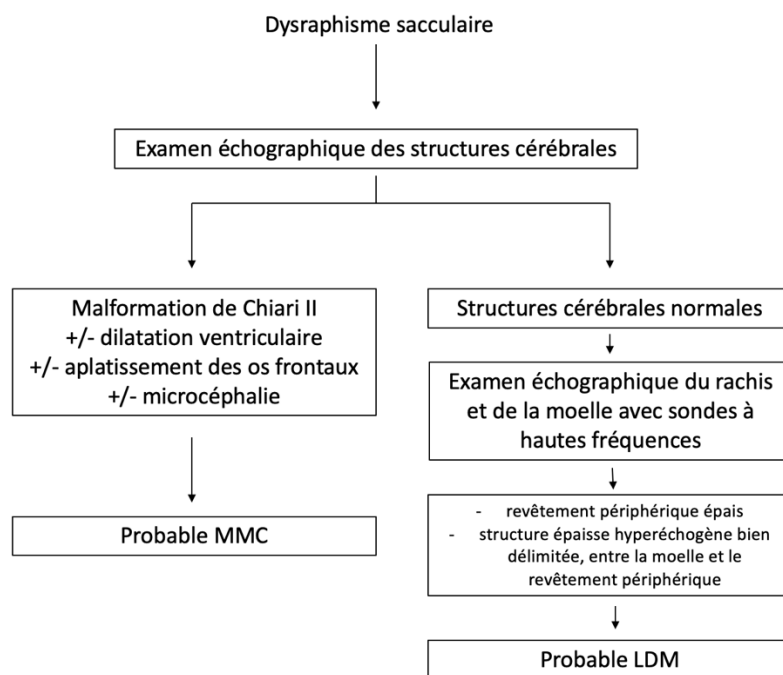 Dysraphisme sacculaire
Examen échographique des structures cérébrales
Malformation de Chiari II
+/- dilatation ventriculaire
+/- aplatissement des os frontaux
+/- microcéphalie
Probable MMC
Structures cérébrales normales
Examen échographique du rachis
et de la moelle avec sondes à
hautes fréquences
- revêtement périphérique épais
- structure épaisse hyperéchogène bien
délimitée, entre la moelle et le
revêtement périphérique
Probable LDM